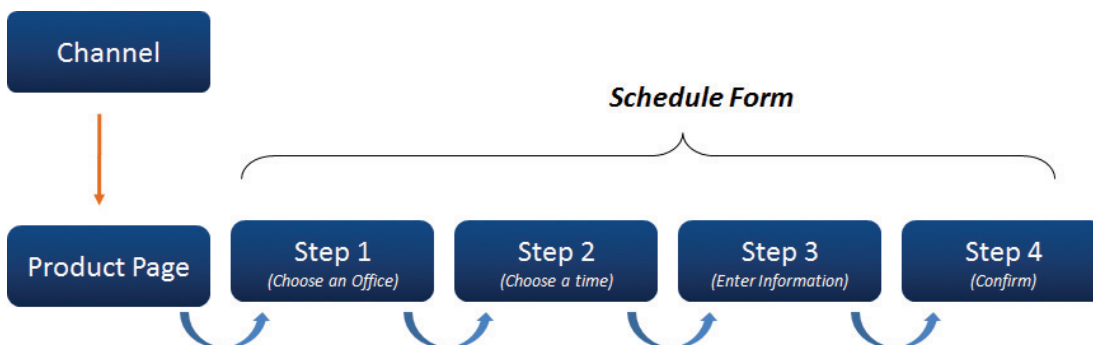 Channel
Schedule Form
Product Page
Step 1
(Choose an Office)
Step 2
(Choose a time)
Step 3
(Enter Information)
Step 4
(Confirm)